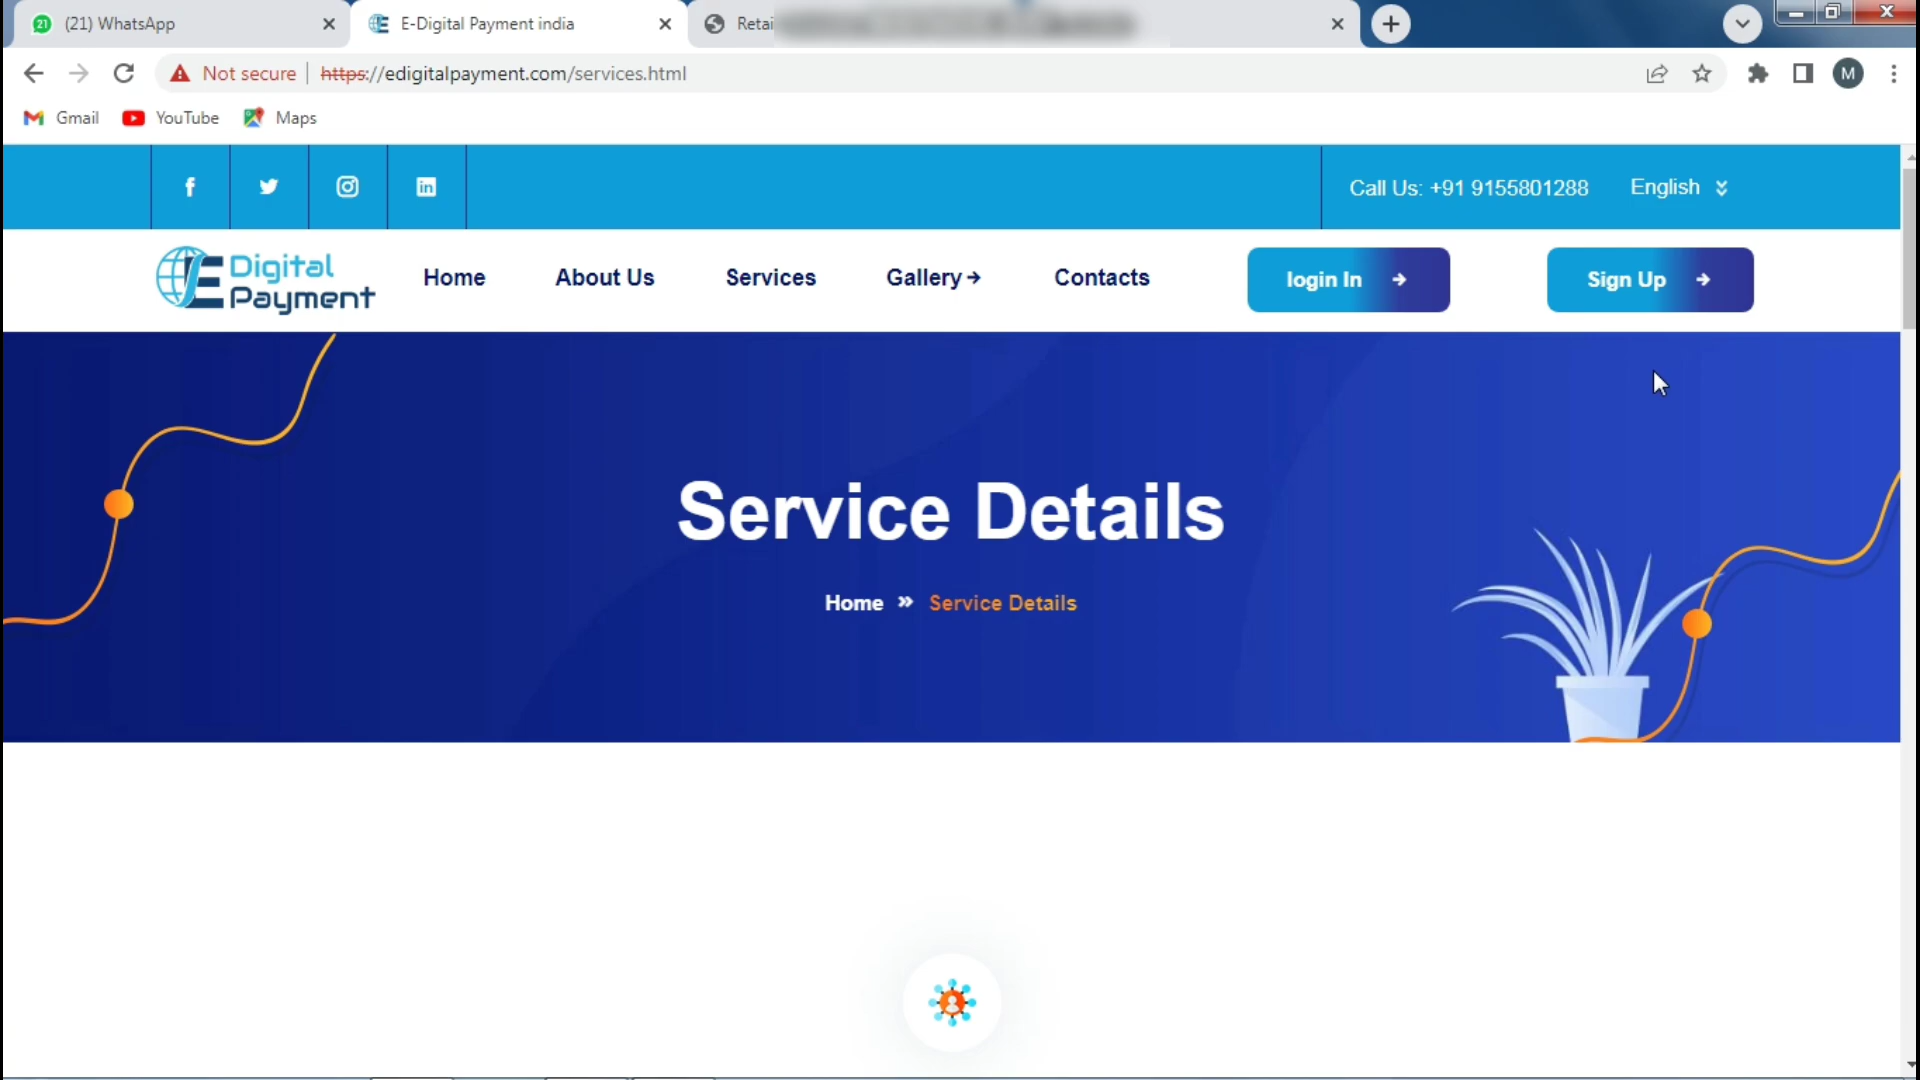 21 (21) WhatsApp
E-Digital Payment india
Retai
Not secure https://edigitalpayment.com/services.html
M
Gmail YouTube Maps
Call Us: +91 9155801288 English
E Digital Payment
Home About Us Services Gallery Contacts
login In Sign Up
Service Details
Home » Service Details